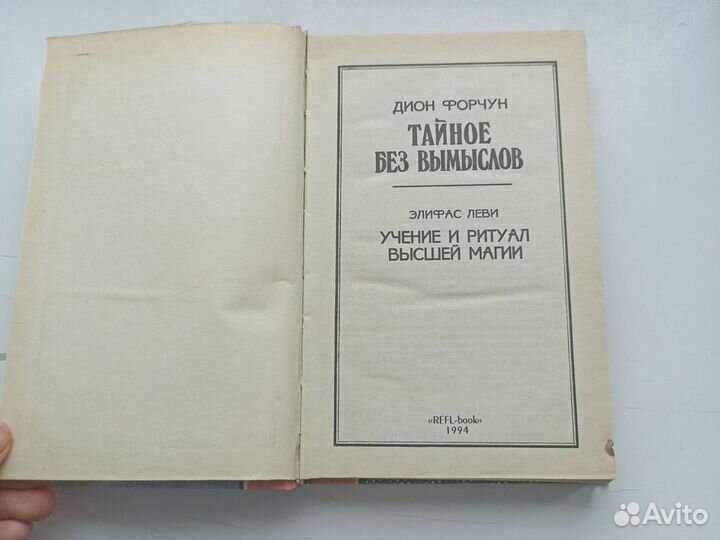 ДИОН ФОРЧУН
ТАЙНОЕ
БЕЗ ВЫМЫСЛОВ
ЭЛИФАС ЛЕВИ
УЧЕНИЕ И РИТУАЛ
ВЫСШЕЙ МАГИИ
«REFL-book»
1994
Avito